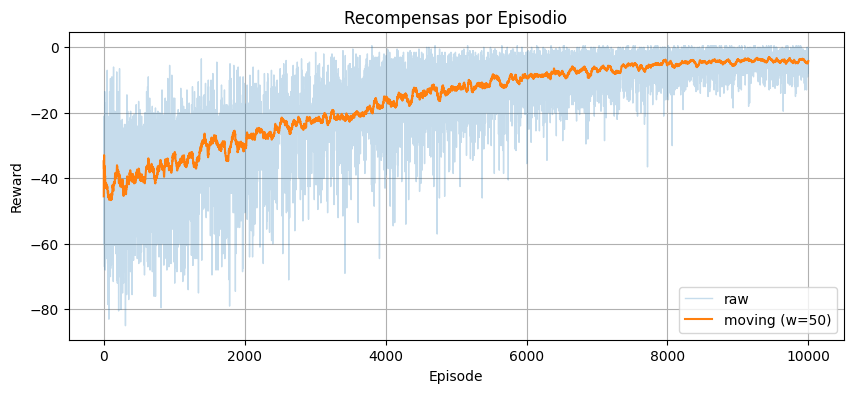 Recompensas por Episodio
0
−20
−40
−60
−80
Reward
0
2000
4000
6000
8000
10000
Episode
raw
moving (w=50)